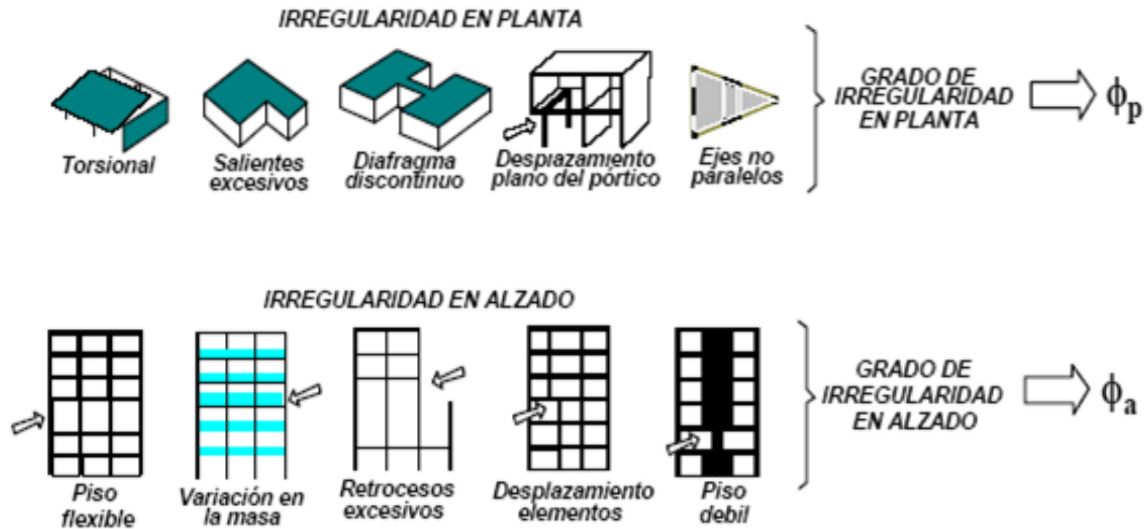 IRREGULARIDAD EN PLANTA
Torsional
Salientes
excesivos
Diafragma
discontinuo
Desplazamiento
plano del pórtico
Ejes no
páralelos
GRADO DE
IRREGULARIDAD
EN PLANTA
ϕp
IRREGULARIDAD EN ALZADO
Piso
flexible
Variación en
la masa
Retrocesos
excesivos
Desplazamiento
elementos
Piso
debil
GRADO DE
IRREGULARIDAD
EN ALZADO
ϕa